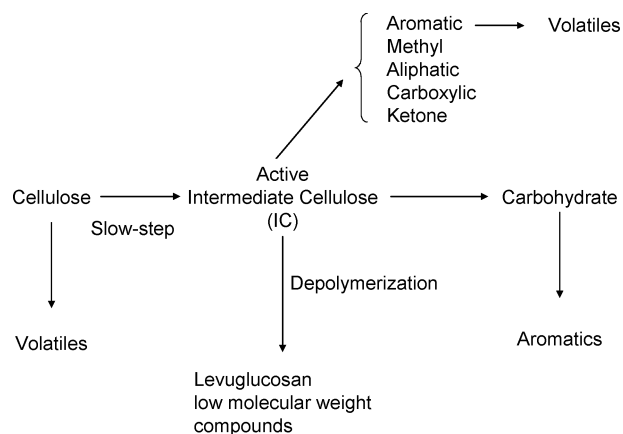 Aromatic
Volatiles
Methyl
Aliphatic
Carboxylic
Ketone
Active
Cellulose
Intermediate Cellulose
Carbohydrate
(IC)
Slow-step
Depolymerization
Volatiles
Aromatics
Levuglucosan
low molecular weight
compounds